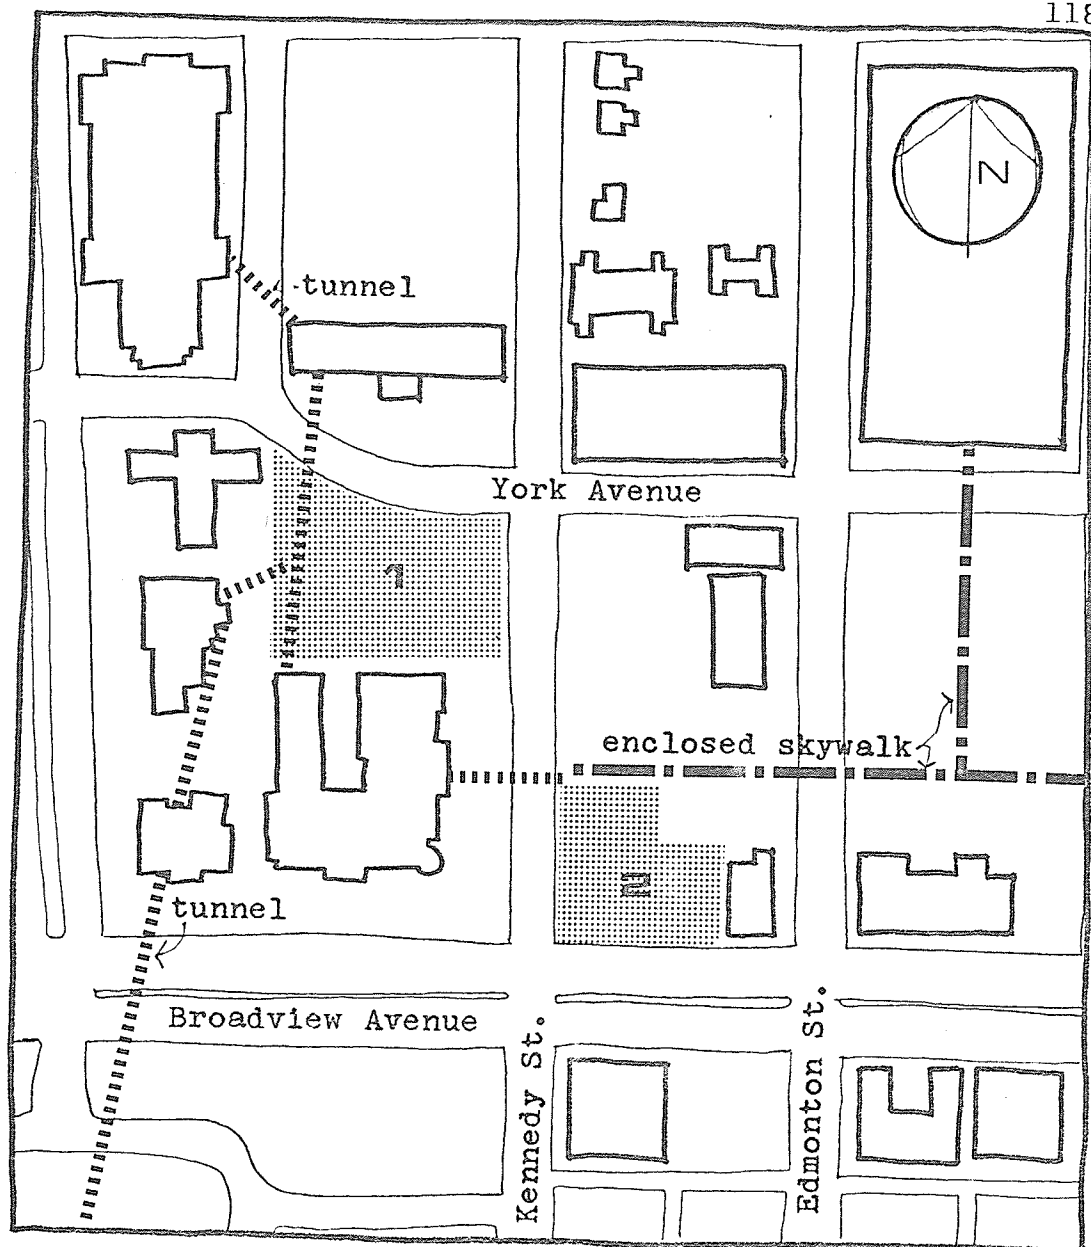 118
N
tunnel
York Avenue
1
enclosed skywalk
2
tunnel
Broadview Avenue
Kennedy St.
Edmonton St.